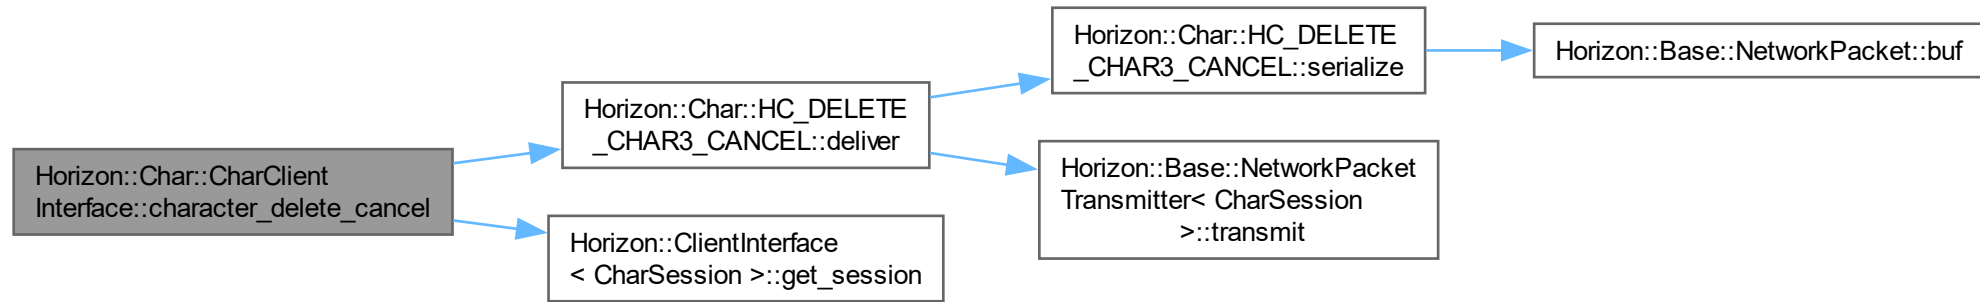 Horizon::Char::CharClient
Interface::character_delete_cancel
Horizon::Char::HC_DELETE
_CHAR3_CANCEL::deliver
Horizon::Char::HC_DELETE
_CHAR3_CANCEL::serialize
Horizon::Base::NetworkPacket::buf
Horizon::Base::NetworkPacket
Transmitter< CharSession
>::transmit
Horizon::ClientInterface
< CharSession >::get_session